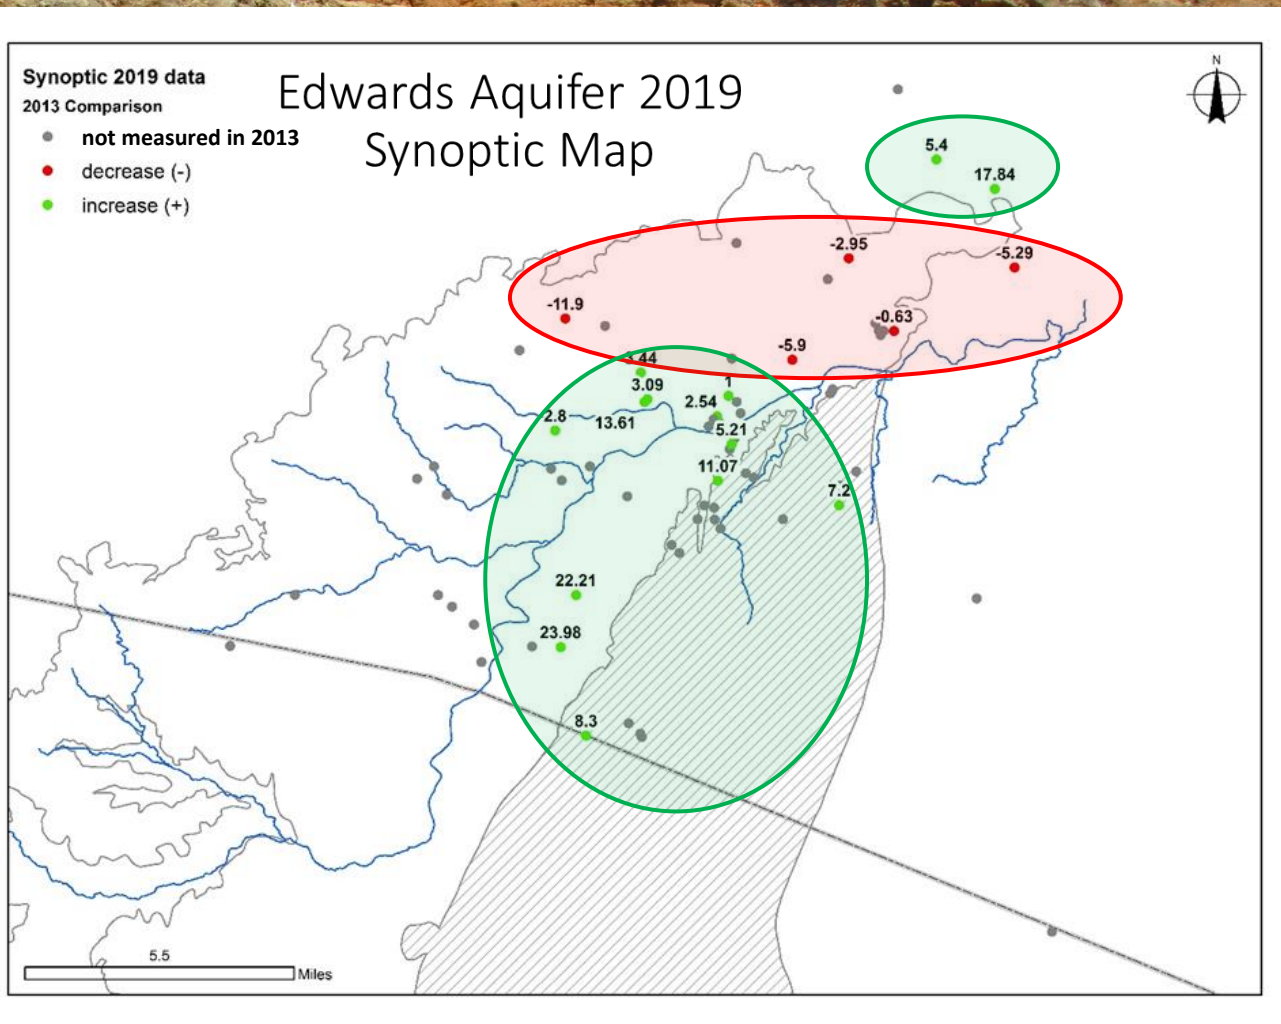 Synoptic 2019 data
2013 Comparison
not measured in 2013
decrease (-)
increase (+)
Edwards Aquifer 2019
Synoptic Map
N
5.4
17.84
-2.95
-5.29
-11.9
-0.63
-5.9
3.09
1
2.54
2.8
13.61
5.21
11.07
7.2
22.21
23.98
8.3
5.5
Miles